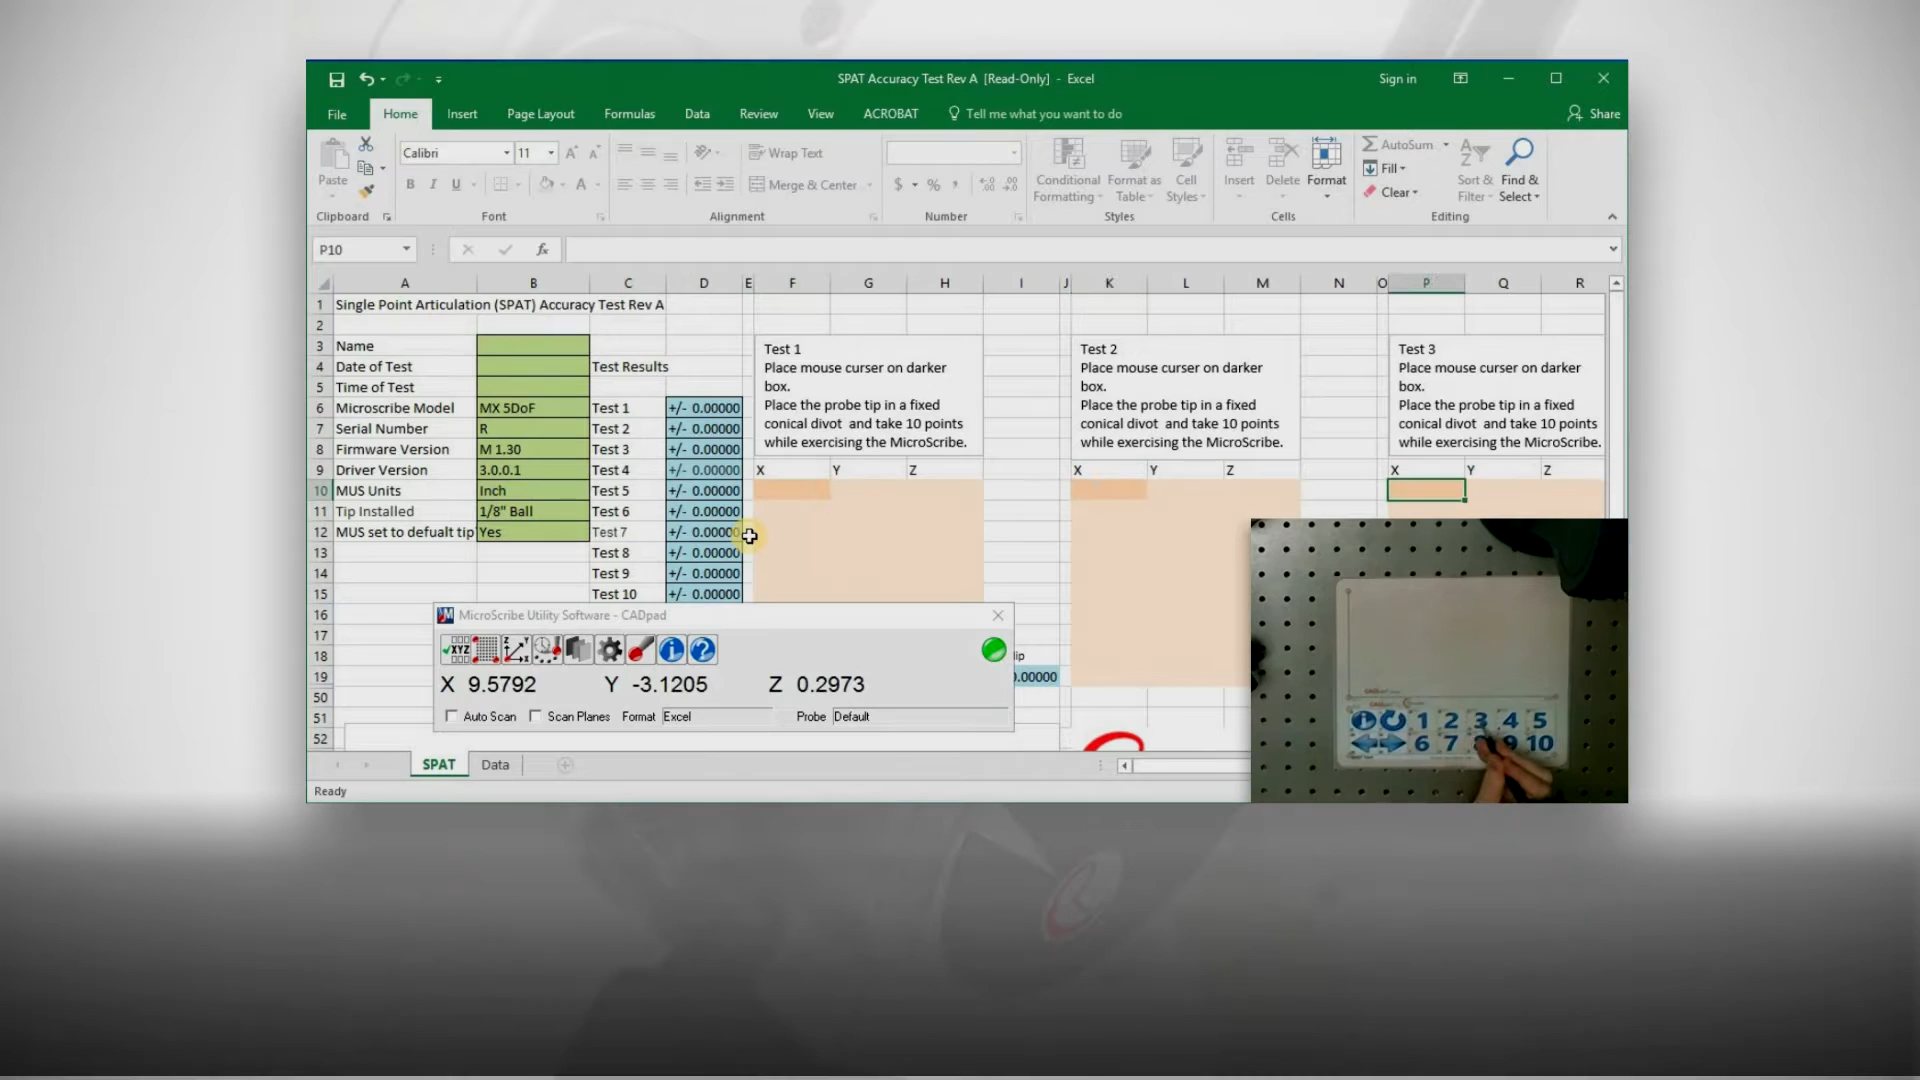 SPAT Accuracy Test Rev A [Read-Only] - Excel
Sign in
File Home Insert Page Layout Formulas Data Review View ACROBAT Tell me what you want to do Share
Calibri 11 Wrap Text AutoSum
Paste B I U Merge & Center $ % , Conditional Formatting Format as Table Cell Styles Insert Delete Format Fill Clear Sort & Filter Find & Select
Clipboard Font Alignment Number Styles Cells Editing
P10 fx
A B C D E F G H I J K L M N O P Q R
1 Single Point Articulation (SPAT) Accuracy Test Rev A
2
3 Name
4 Date of Test Test Results
5 Time of Test
6 Microscribe Model MX 5DoF Test 1 +/- 0.00000
7 Serial Number R Test 2 +/- 0.00000
8 Firmware Version M 1.30 Test 3 +/- 0.00000
9 Driver Version 3.0.0.1 Test 4 +/- 0.00000
10 MUS Units Inch Test 5 +/- 0.00000
11 Tip Installed 1/8" Ball Test 6 +/- 0.00000
12 MUS set to defualt tip Yes Test 7 +/- 0.00000
13 Test 8 +/- 0.00000
14 Test 9 +/- 0.00000
15 Test 10 +/- 0.00000
16
17
18
19 0.00000
50
51
52
Test 1
Place mouse curser on darker
box.
Place the probe tip in a fixed
conical divot and take 10 points
while exercising the MicroScribe.
X Y Z
Test 2
Place mouse curser on darker
box.
Place the probe tip in a fixed
conical divot and take 10 points
while exercising the MicroScribe.
X Y Z
Test 3
Place mouse curser on darker
box.
Place the probe tip in a fixed
conical divot and take 10 points
while exercising the MicroScribe.
X Y Z
MicroScribe Utility Software - CADpad
XYZ
X 9.5792 Y -3.1205 Z 0.2973
Auto Scan Scan Planes Format Excel Probe Default
SPAT Data
Ready
1 2 3 4 5
6 7 8 9 10